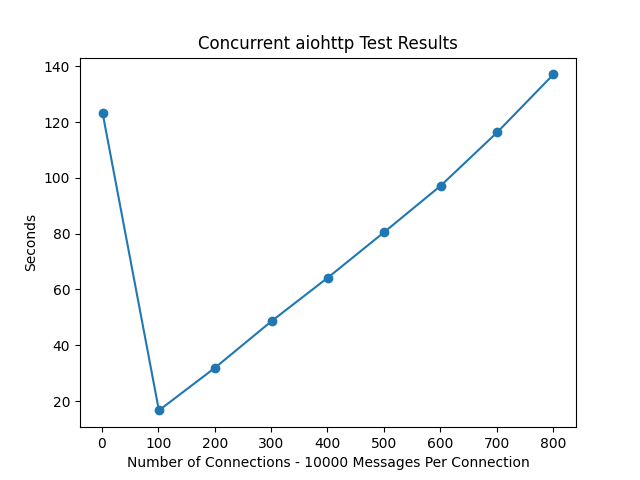 Concurrent aiohttp Test Results
140
120
100
80
60
40
20
Seconds
0 100 200 300 400 500 600 700 800
Number of Connections - 10000 Messages Per Connection